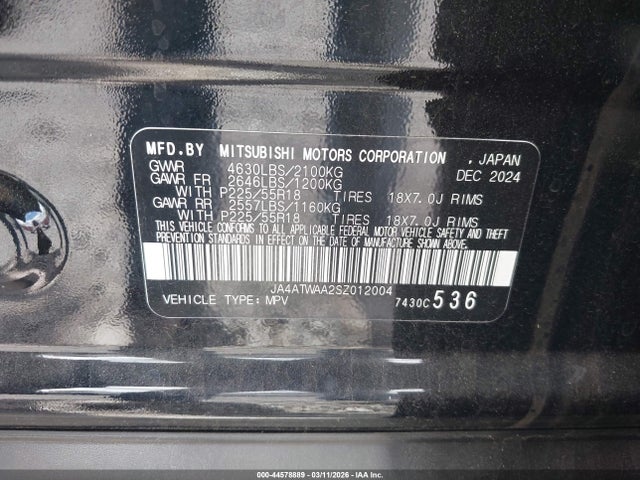 MFD.BY MITSUBISHI MOTORS CORPORATION , JAPAN
GVWR 4630LBS/2100KG DEC 2024
GAWR FR 2646LBS/1200KG
WITH P225/55R18 TIRES 18X7.0J RIMS
GAWR RR 2557LBS/1160KG
WITH P225/55R18 TIRES 18X7.0J RIMS
THIS VEHICLE CONFORMS TO ALL APPLICABLE FEDERAL MOTOR VEHICLE SAFETY AND THEFT
PREVENTION STANDARDS IN EFFECT ON THE DATE OF MANUFACTURE SHOWN ABOVE.
JA4ATWAA2SZ012004
VEHICLE TYPE: MPV 7430C 536
000-44578889 - 03/11/2026 - IAA Inc.